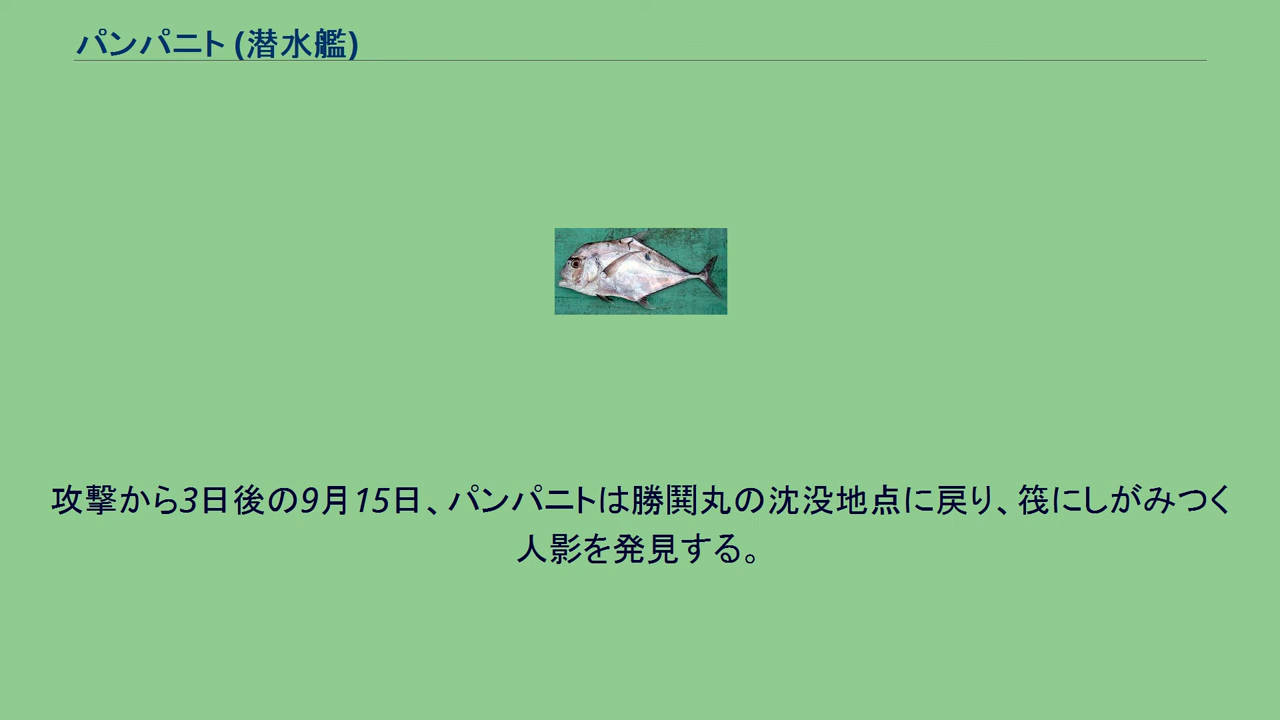 パンパニト (潜水艦)
攻撃から3日後の9月15日、パンパニトは勝鬨丸の沈没地点に戻り、筏にしがみつく
人影を発見する。